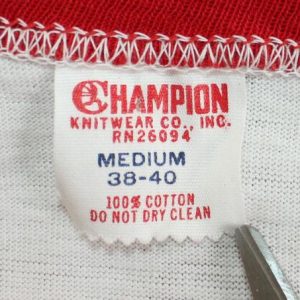 CHAMPION
KNITWEAR CO., INC.
RN26094
MEDIUM
38-40
100% COTTON
DO NOT DRY CLEAN